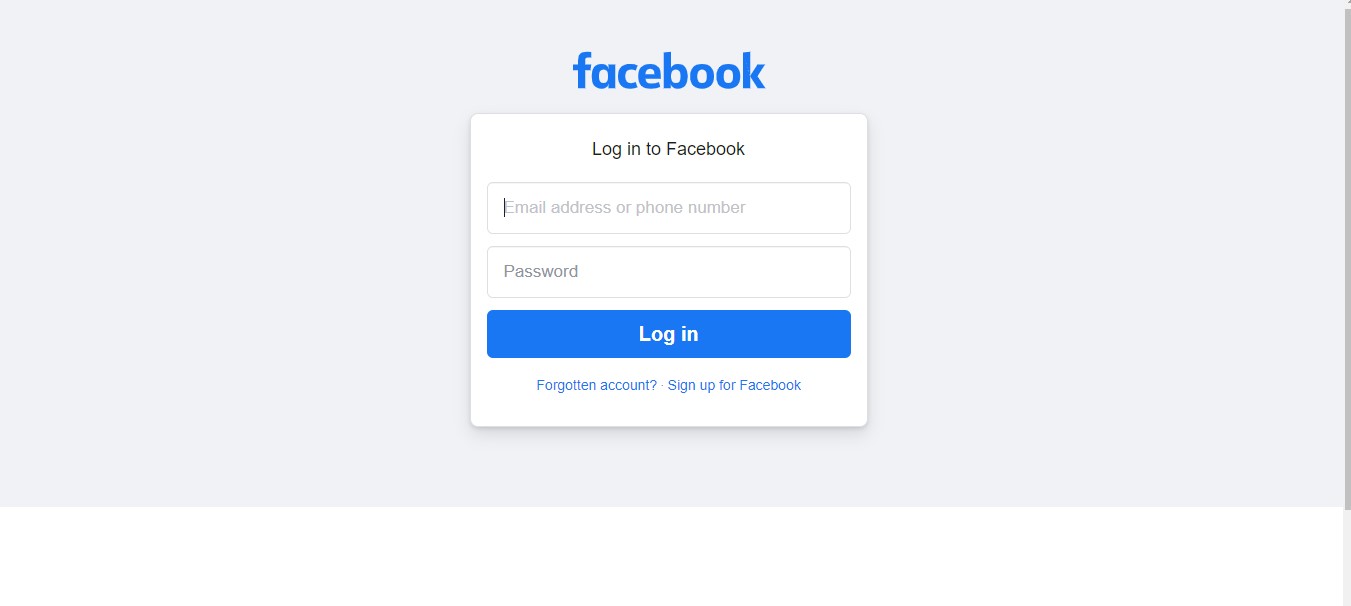 facebook
Log in to Facebook
Email address or phone number
Password
Log in
Forgotten account? · Sign up for Facebook